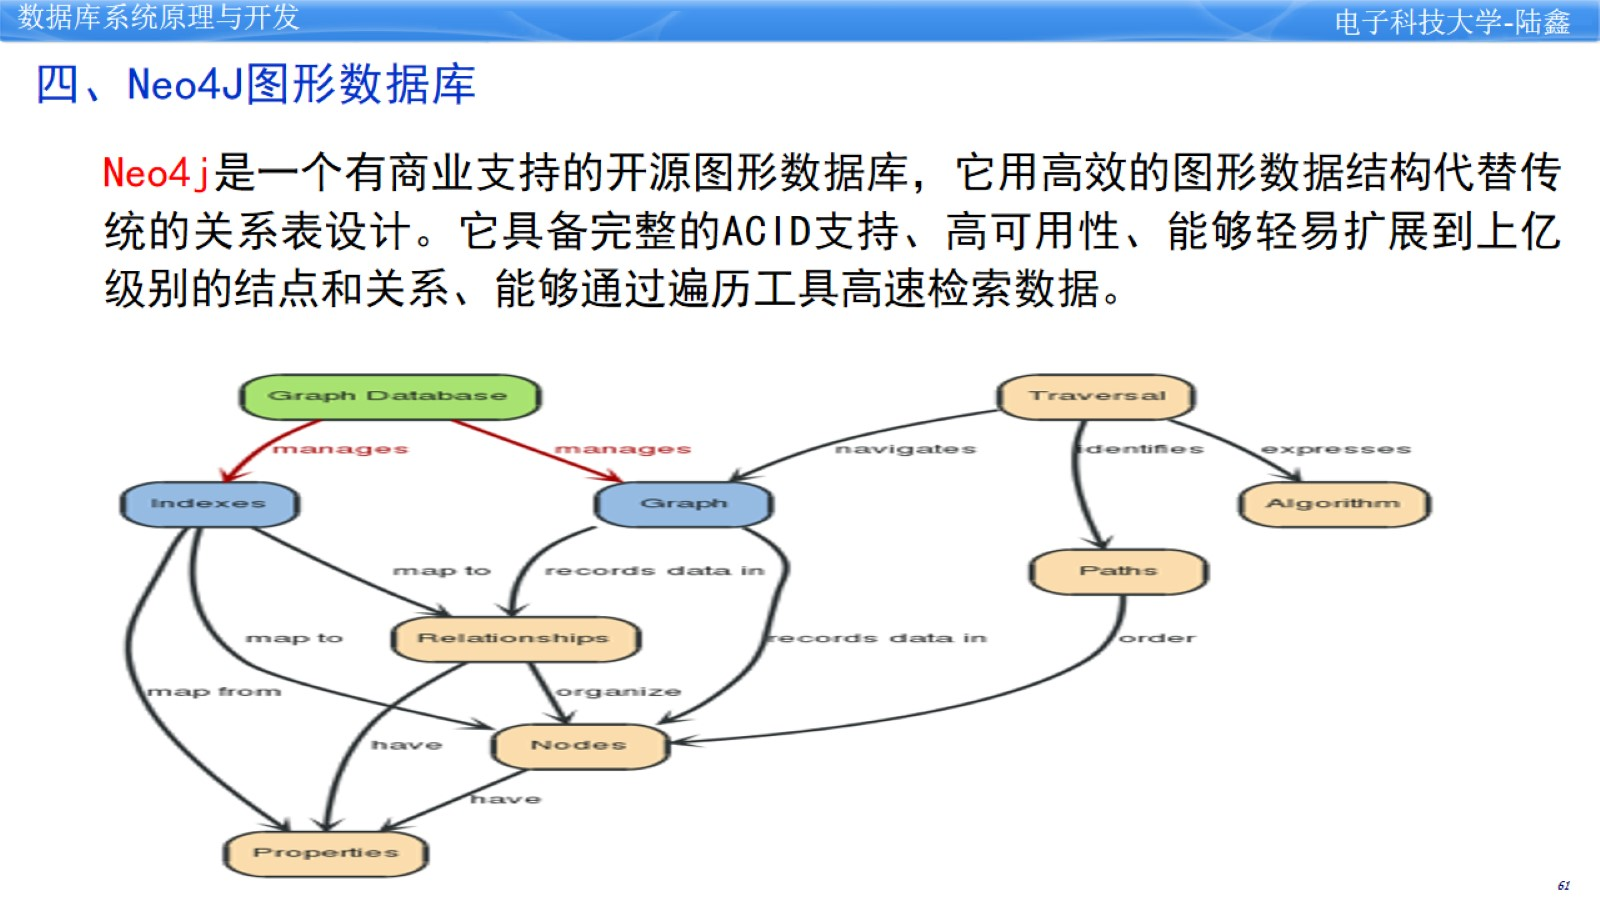 数据库系统原理与开发
电子科技大学-陆鑫
四、Neo4J图形数据库
Neo4j是一个有商业支持的开源图形数据库，它用高效的图形数据结构代替传
统的关系表设计。它具备完整的ACID支持、高可用性、能够轻易扩展到上亿
级别的结点和关系、能够通过遍历工具高速检索数据。
Graph Database
Traversal
manages
manages
navigates
identifies
expresses
Indexes
Graph
Algorithm
map to
records data in
Paths
map to
Relationships
records data in
order
map from
organize
have
Nodes
have
Properties
61